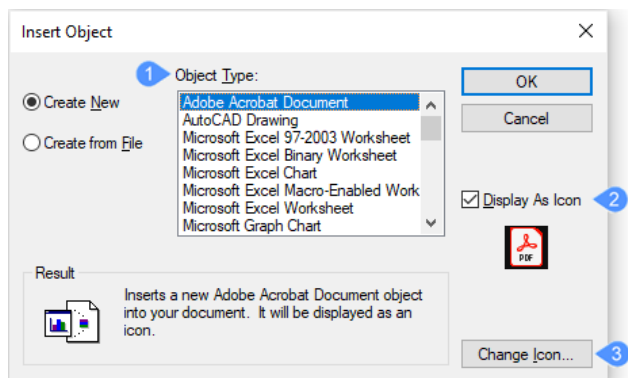 Insert Object
1 Object Type:
Create New
Create from File
Adobe Acrobat Document
AutoCAD Drawing
Microsoft Excel 97-2003 Worksheet
Microsoft Excel Binary Worksheet
Microsoft Excel Chart
Microsoft Excel Macro-Enabled Work
Microsoft Excel Worksheet
Microsoft Graph Chart
OK
Cancel
Display As Icon 2
PDF
Result
Inserts a new Adobe Acrobat Document object
into your document. It will be displayed as an
icon.
Change Icon... 3